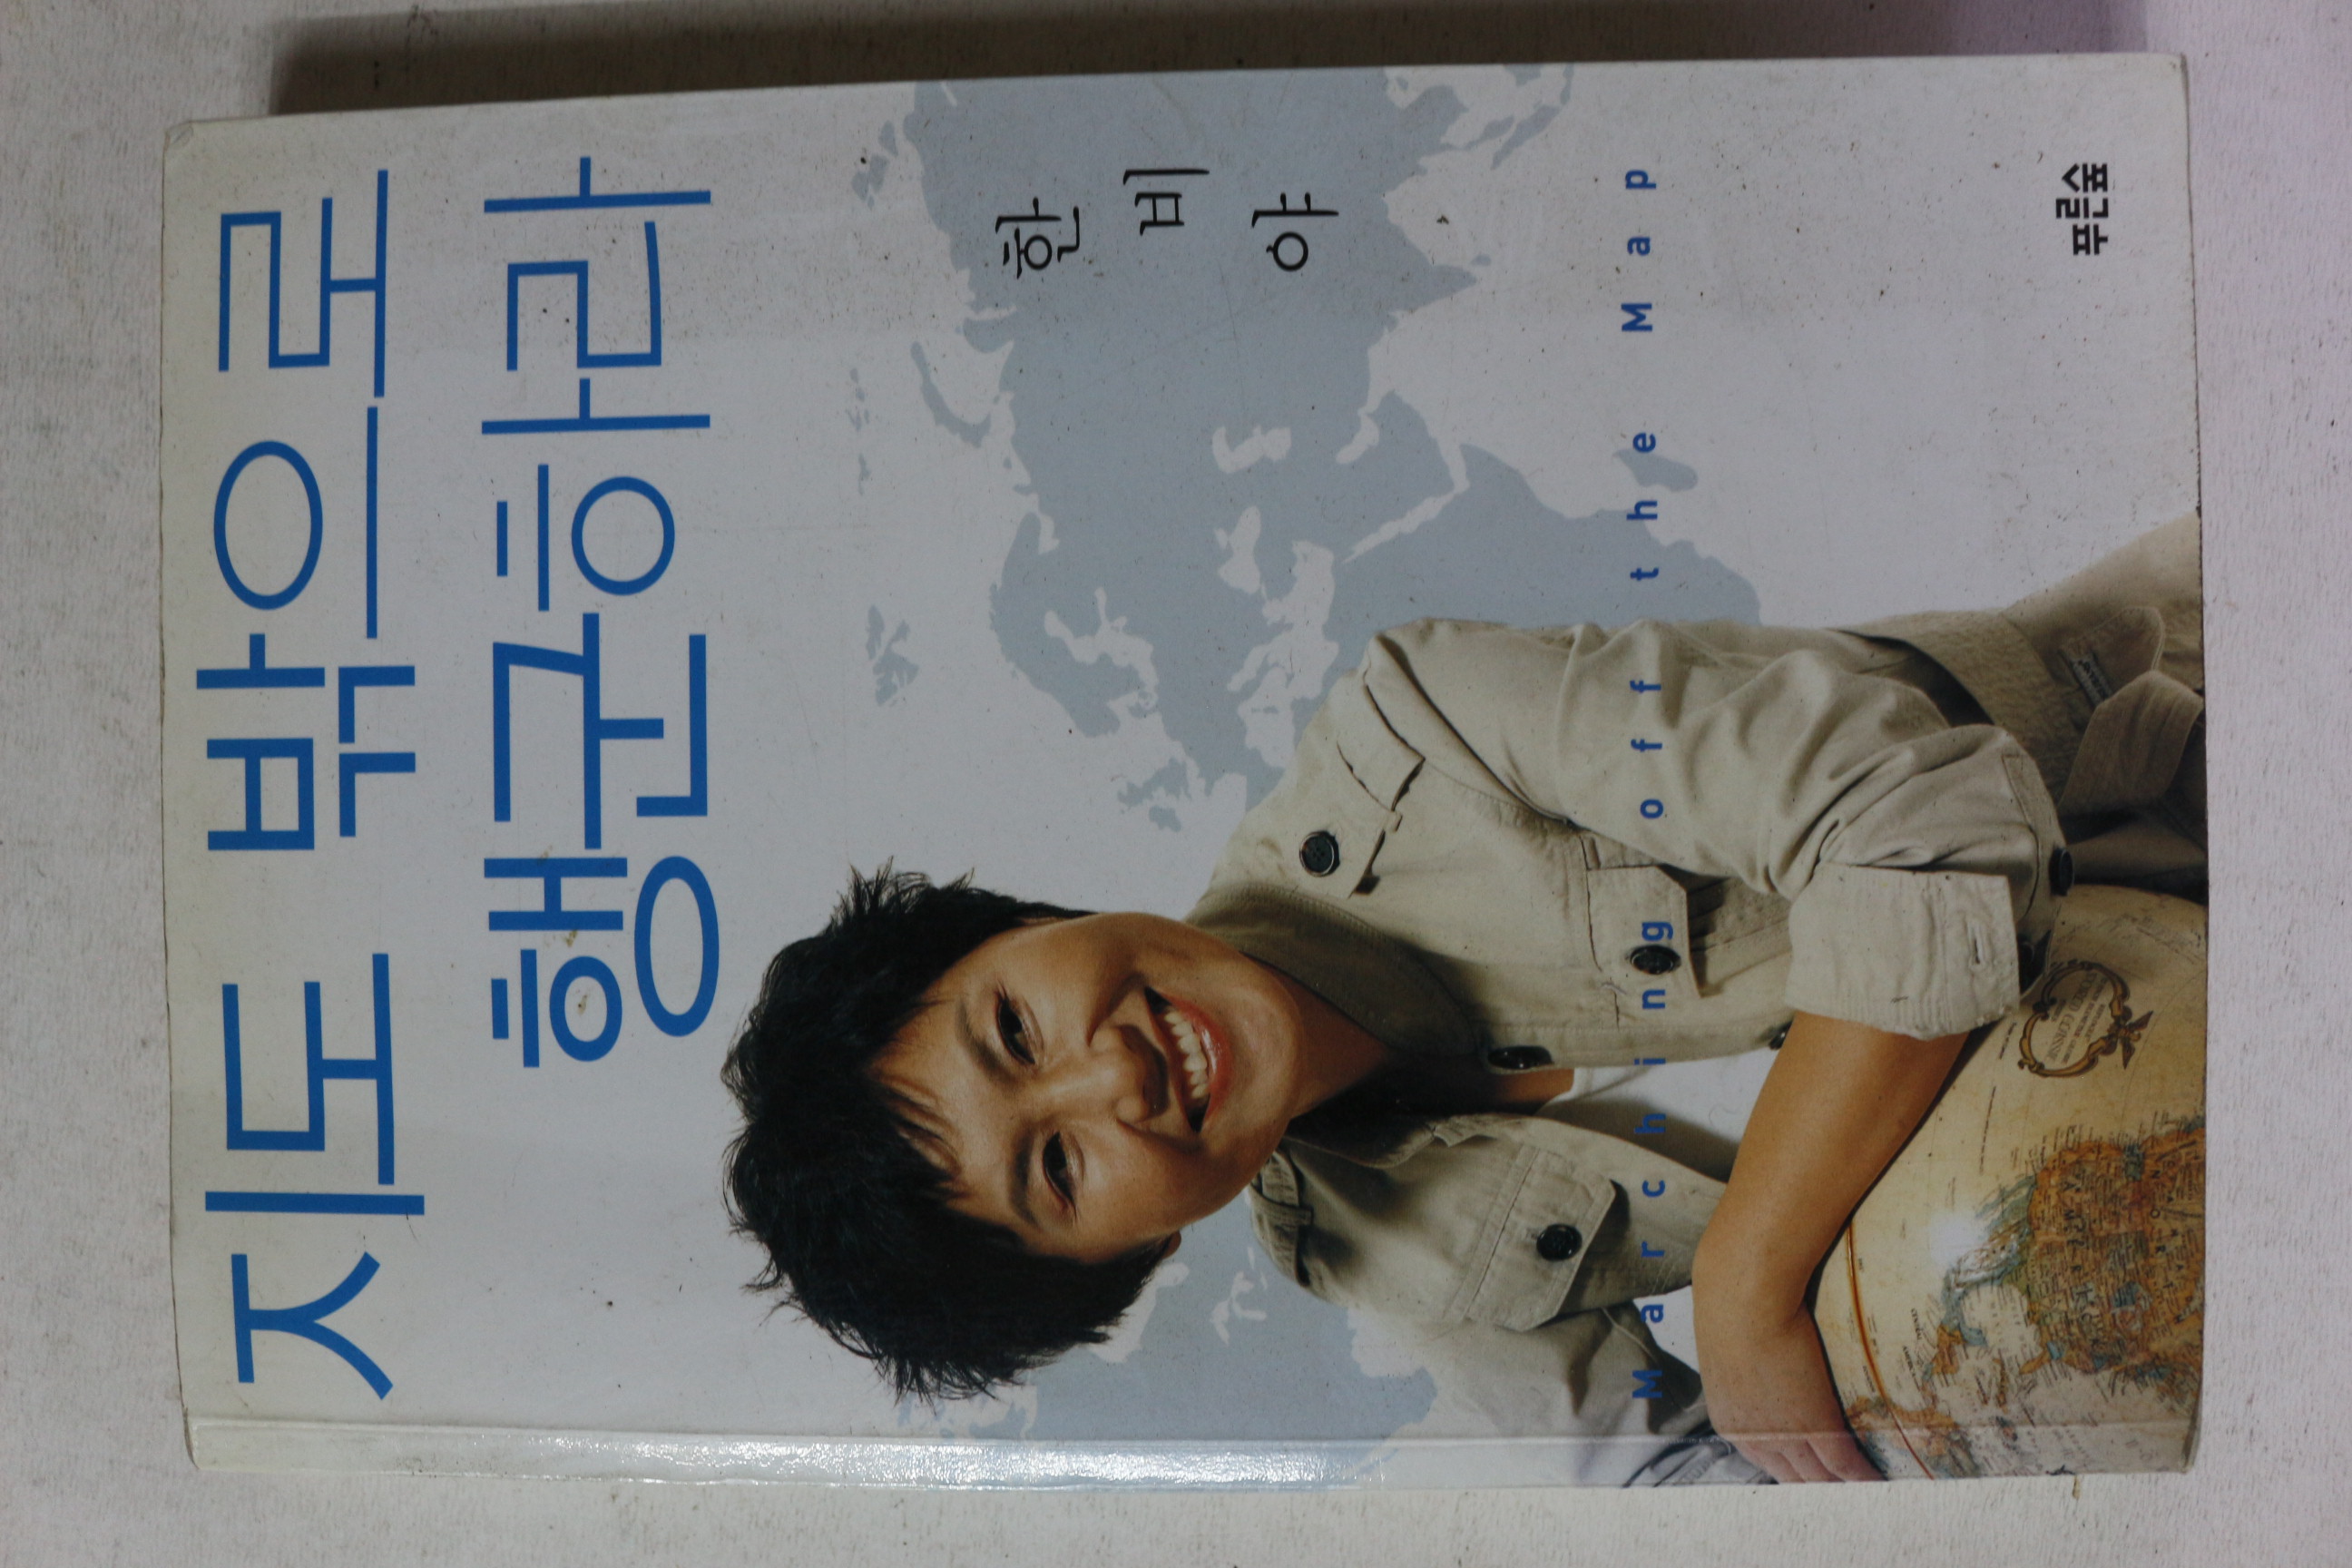 지도 밖으로
행군하라
한
비
야
Marching off the Map
푸른숲